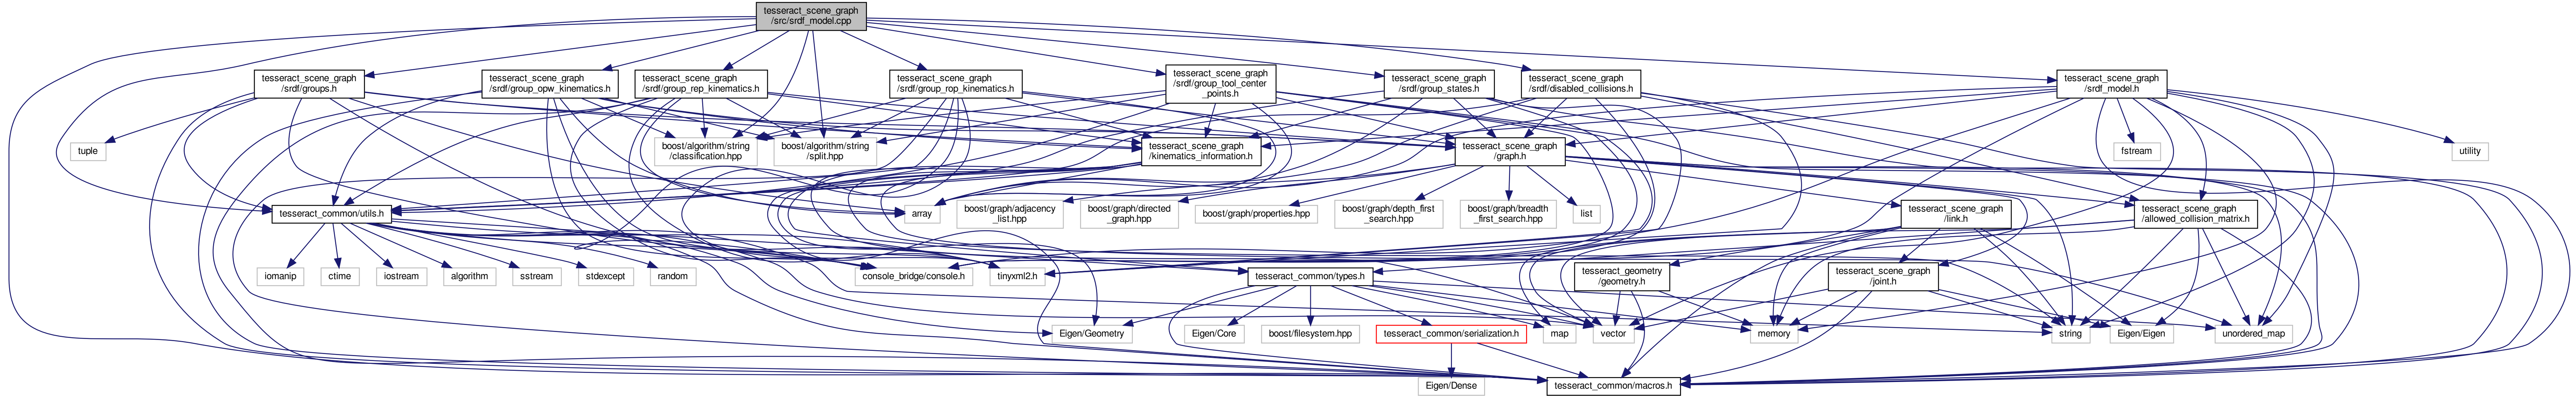 tesseract_scene_graph
/src/srdf_model.cpp
tesseract_scene_graph
/srdf/groups.h
tesseract_scene_graph
/srdf/group_opw_kinematics.h
tesseract_scene_graph
/srdf/group_rep_kinematics.h
tesseract_scene_graph
/srdf/group_rop_kinematics.h
tesseract_scene_graph
/srdf/group_tool_center
_points.h
tesseract_scene_graph
/srdf/group_states.h
tesseract_scene_graph
/srdf/disabled_collisions.h
tesseract_scene_graph
/srdf_model.h
tuple
boost/algorithm/string
/classification.hpp
boost/algorithm/string
/split.hpp
tesseract_scene_graph
/kinematics_information.h
tesseract_scene_graph
/graph.h
fstream
utility
tesseract_common/utils.h
array
boost/graph/adjacency
_list.hpp
boost/graph/directed
_graph.hpp
boost/graph/properties.hpp
boost/graph/depth_first
_search.hpp
boost/graph/breadth
_first_search.hpp
list
tesseract_scene_graph
/link.h
tesseract_scene_graph
/allowed_collision_matrix.h
iomanip
ctime
iostream
algorithm
sstream
stdexcept
random
console_bridge/console.h
tinyxml2.h
tesseract_common/types.h
tesseract_geometry
/geometry.h
tesseract_scene_graph
/joint.h
Eigen/Geometry
Eigen/Core
boost/filesystem.hpp
tesseract_common/serialization.h
map
vector
memory
string
Eigen/Eigen
unordered_map
Eigen/Dense
tesseract_common/macros.h